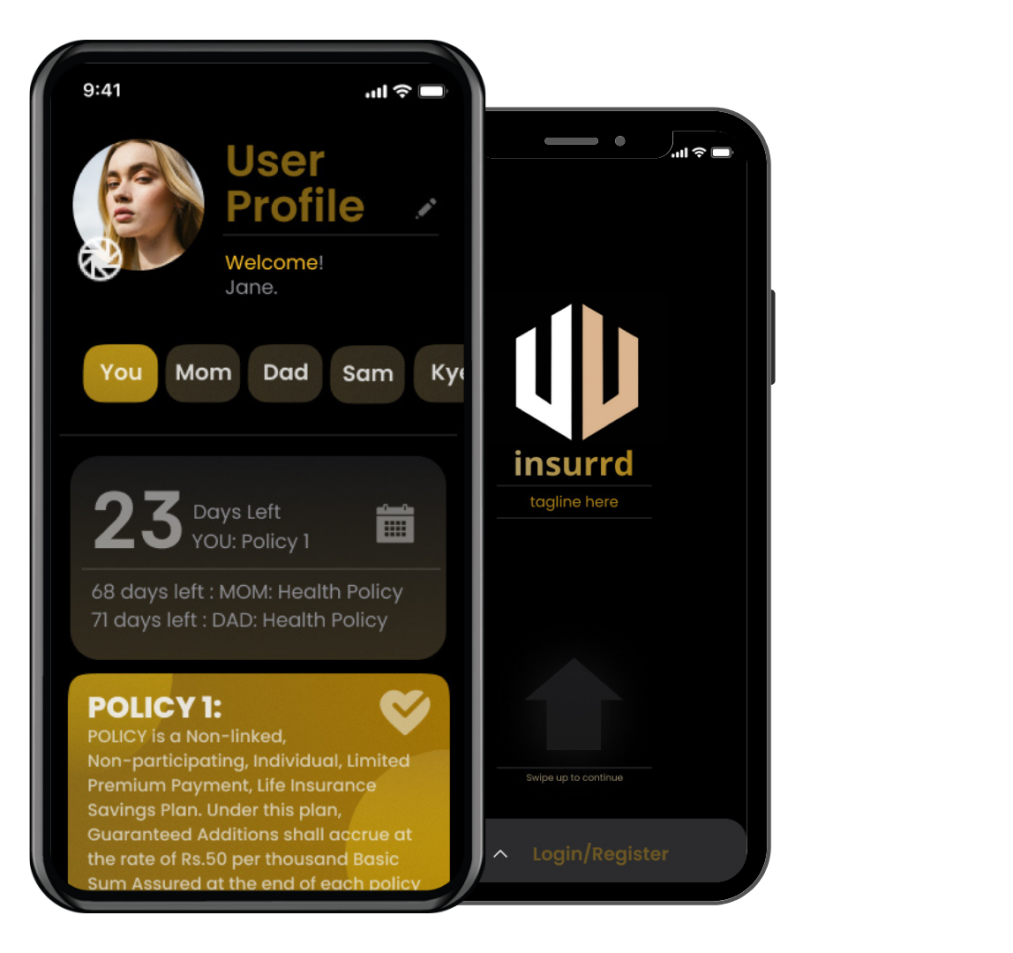 9:41
User
Profile
Welcome!
Jane.
You
Mom
Dad
Sam
Kye
23
Days Left
YOU: Policy 1
68 days left : MOM: Health Policy
71 days left : DAD: Health Policy
POLICY 1:
POLICY is a Non-linked,
Non-participating, Individual, Limited
Premium Payment, Life Insurance
Savings Plan. Under this plan,
Guaranteed Additions shall accrue at
the rate of Rs.50 per thousand Basic
Sum Assured at the end of each policy
insurrd
tagline here
Swipe up to continue
Login/Register